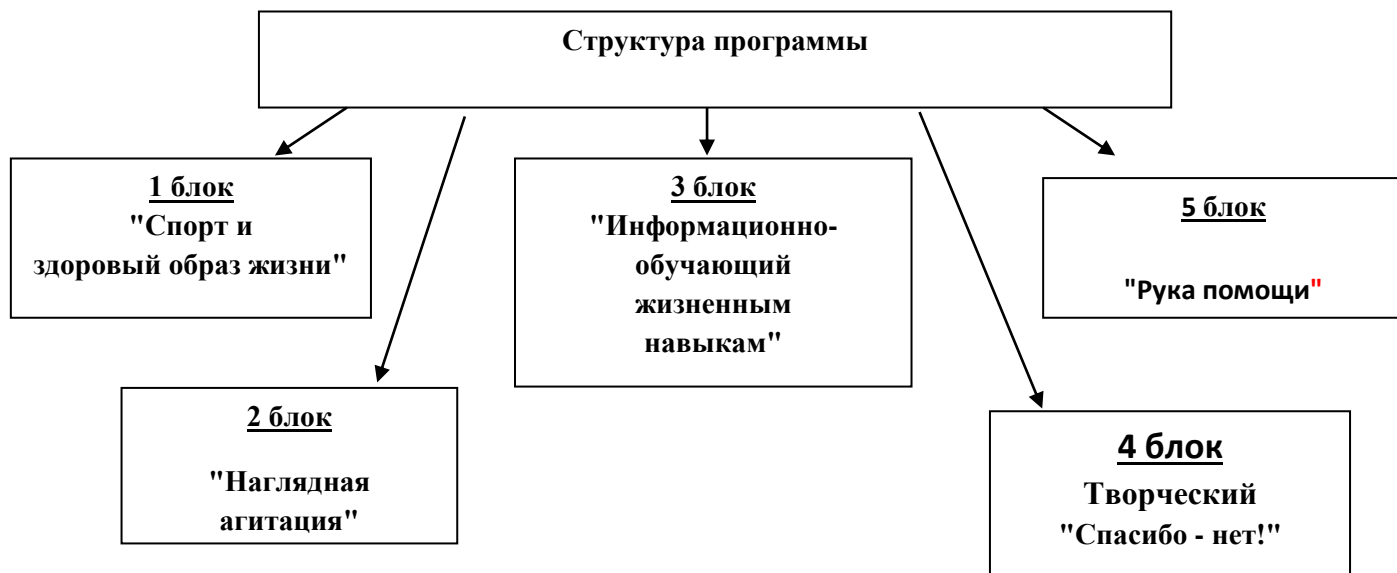 Структура программы
1 блок
"Спорт и
здоровый образ жизни"
2 блок
"Наглядная
агитация"
3 блок
"Информационно-
обучающий
жизненным
навыкам"
4 блок
Творческий
"Спасибо - нет!"
5 блок
"Рука помощи"